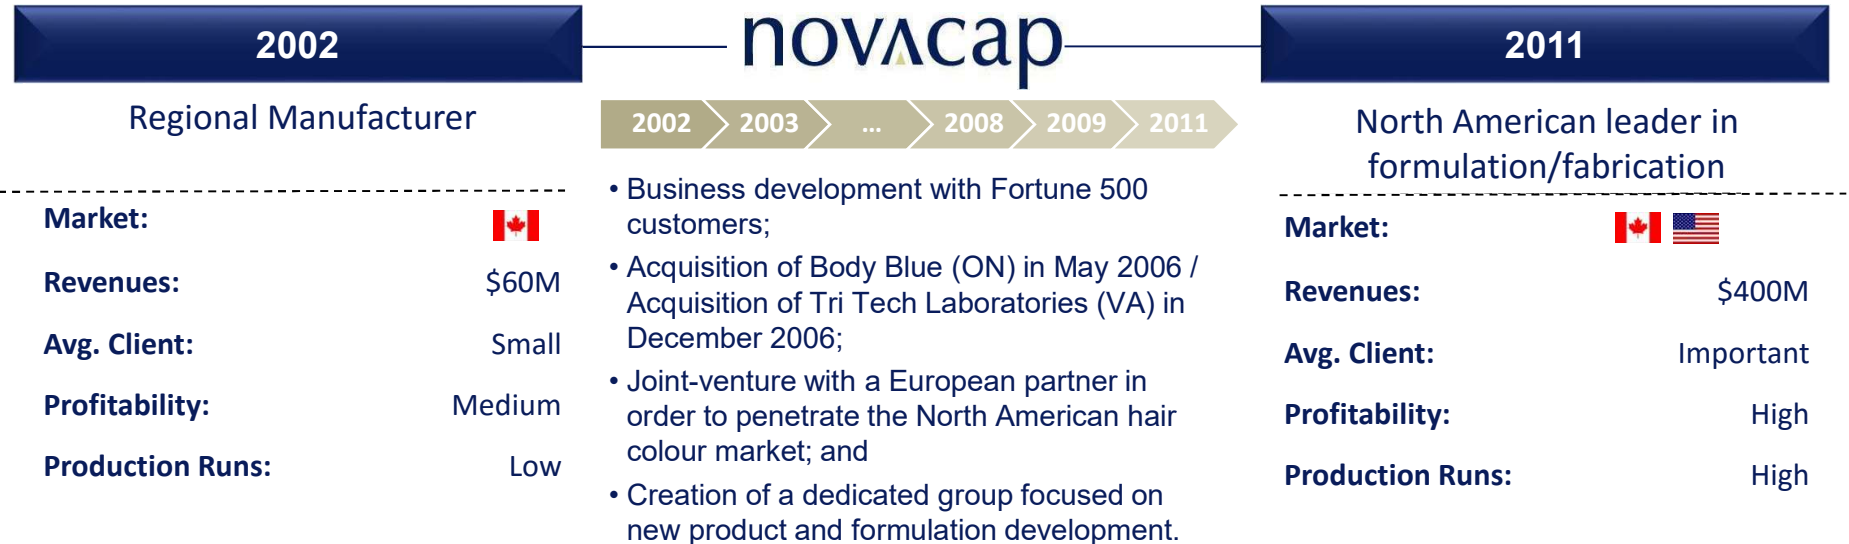 2002
Regional Manufacturer
Market:
Revenues: $60M
Avg. Client: Small
Profitability: Medium
Production Runs: Low
novacap
2002 2003 ... 2008 2009 2011
• Business development with Fortune 500
customers;
• Acquisition of Body Blue (ON) in May 2006 /
Acquisition of Tri Tech Laboratories (VA) in
December 2006;
• Joint-venture with a European partner in
order to penetrate the North American hair
colour market; and
• Creation of a dedicated group focused on
new product and formulation development.
2011
North American leader in
formulation/fabrication
Market:
Revenues: $400M
Avg. Client: Important
Profitability: High
Production Runs: High